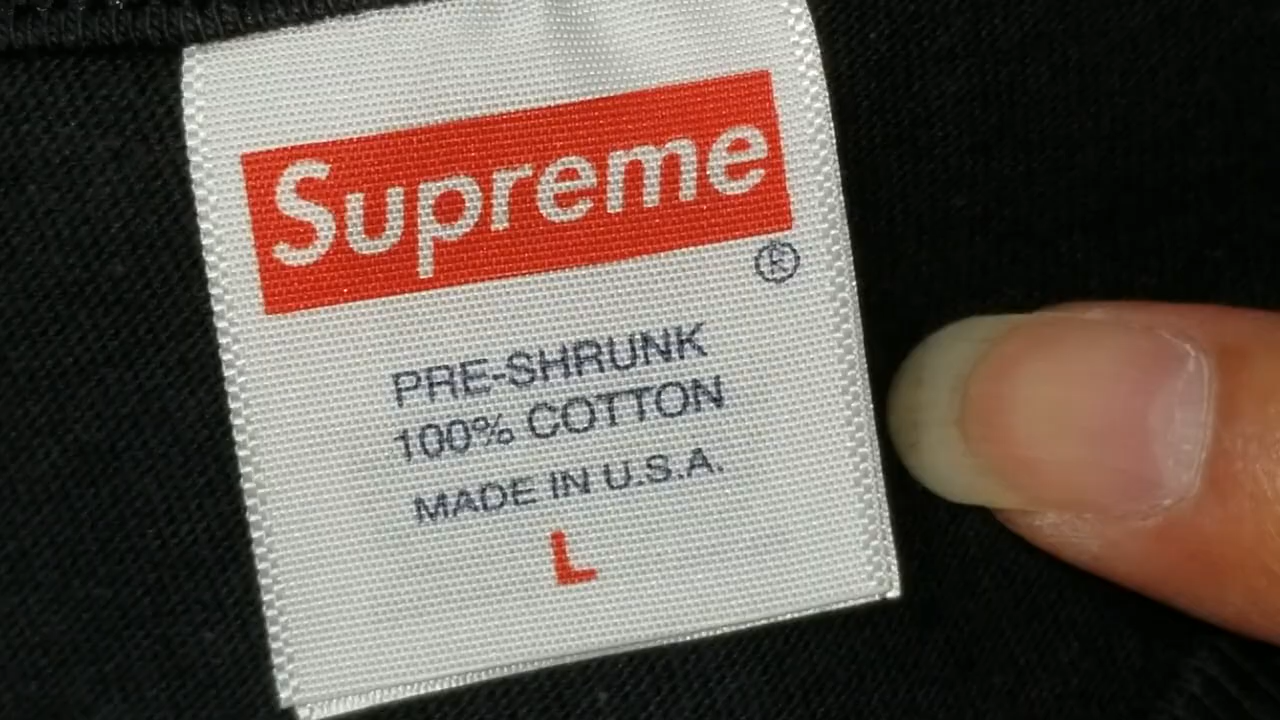 Supreme
®
PRE-SHRUNK
100% COTTON
MADE IN U.S.A.
L